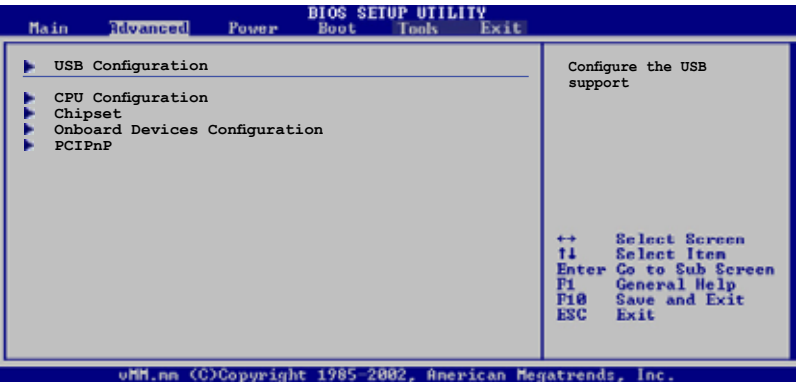 BIOS SETUP UTILITY
Main Advanced Power Boot Tools Exit
USB Configuration
CPU Configuration
Chipset
Onboard Devices Configuration
PCIPnP
Configure the USB
support
←→ Select Screen
↑↓ Select Item
Enter Go to Sub Screen
F1 General Help
F10 Save and Exit
ESC Exit
vMM.mm (C)Copyright 1985-2002, American Megatrends, Inc.